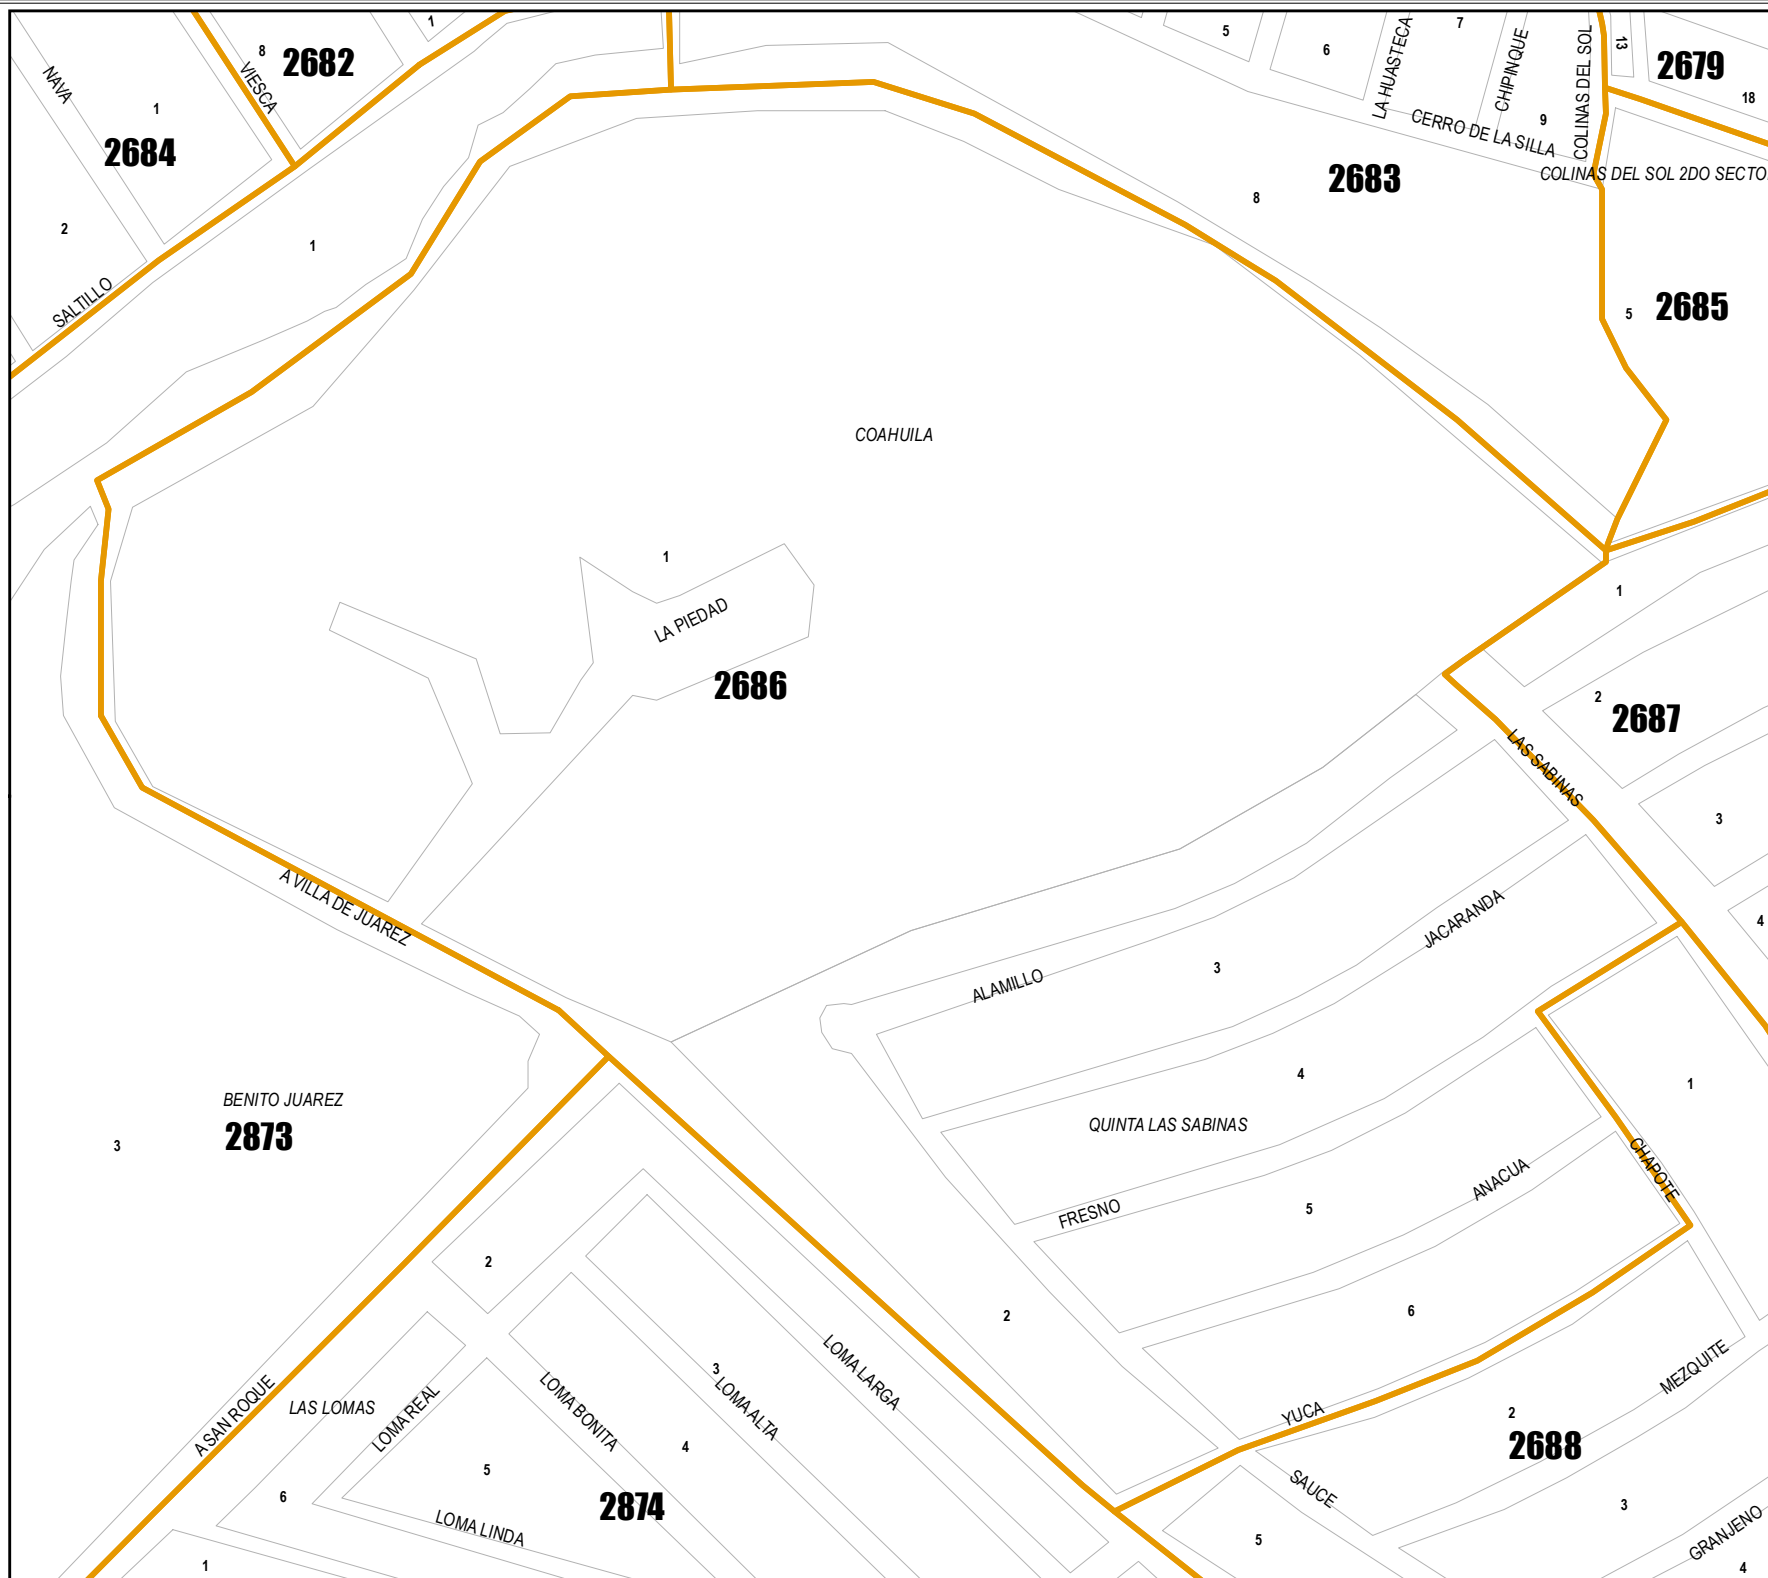 1
5
6
7
13
2679
18
8
2682
NAVA
VIESCA
LA HUASTECA
CHIPINQUE
COLINAS DEL SOL
1
9
CERRO DE LA SILLA
2684
2683
COLINAS DEL SOL 2DO SECTO
8
2
1
SALTILLO
5
2685
COAHUILA
1
LA PIEDAD
1
2686
2
2687
LAS SABINAS
3
A VILLA DE JUAREZ
JACARANDA
4
ALAMILLO
3
4
1
BENITO JUAREZ
2873
3
QUINTA LAS SABINAS
CHAPOTE
ANACUA
FRESNO
5
2
2
6
LOMA LARGA
3
LOMA ALTA
MEZQUITE
A SAN ROQUE
LAS LOMAS
LOMA REAL
LOMA BONITA
YUCA
2
2688
4
5
6
2874
LOMA LINDA
SAUCE
3
GRANJENO
5
1
4